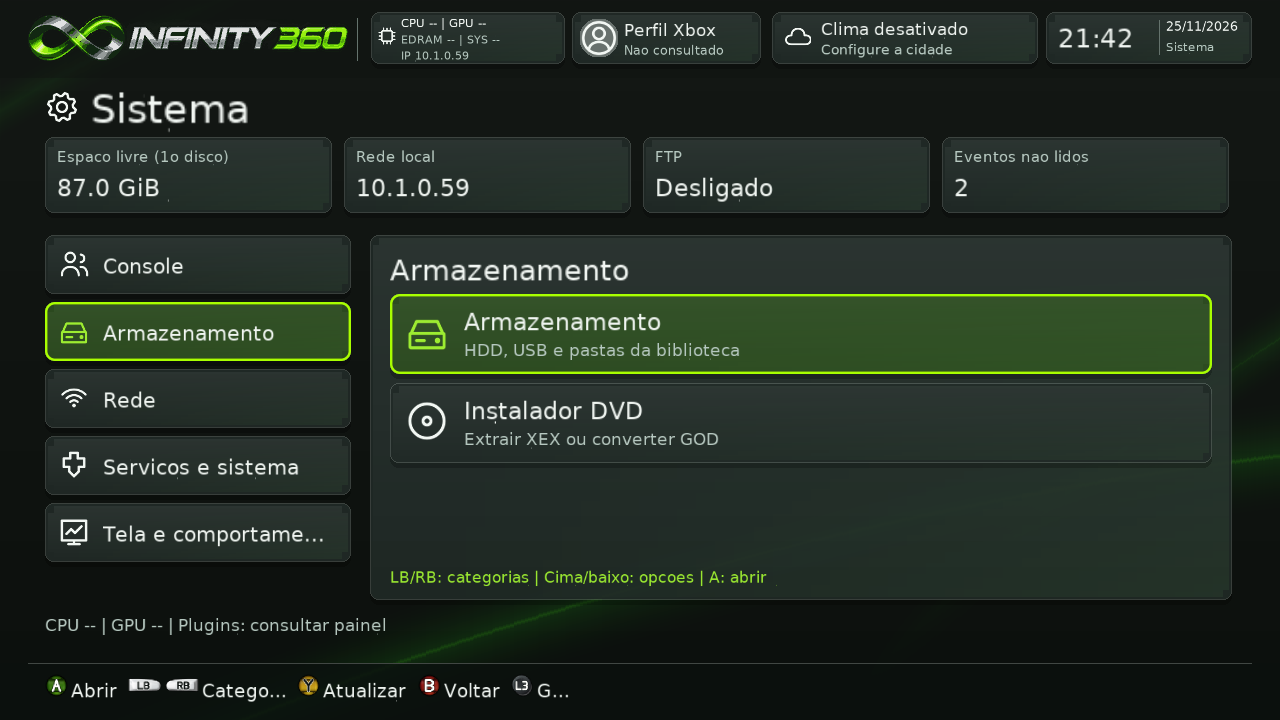 INFINITY 360
CPU -- | GPU --
EDRAM -- | SYS --
IP 10.1.0.59
Perfil Xbox
Nao consultado
Clima desativado
Configure a cidade
21:42
25/11/2026
Sistema
Sistema
Espaco livre (1o disco)
87.0 GiB
Rede local
10.1.0.59
FTP
Desligado
Eventos nao lidos
2
Console
Armazenamento
Rede
Servicos e sistema
Tela e comportame...
Armazenamento
Armazenamento
HDD, USB e pastas da biblioteca
Instalador DVD
Extrair XEX ou converter GOD
LB/RB: categorias | Cima/baixo: opcoes | A: abrir
CPU -- | GPU -- | Plugins: consultar painel
A Abrir LB RB Catego... Y Atualizar B Voltar L3 G...